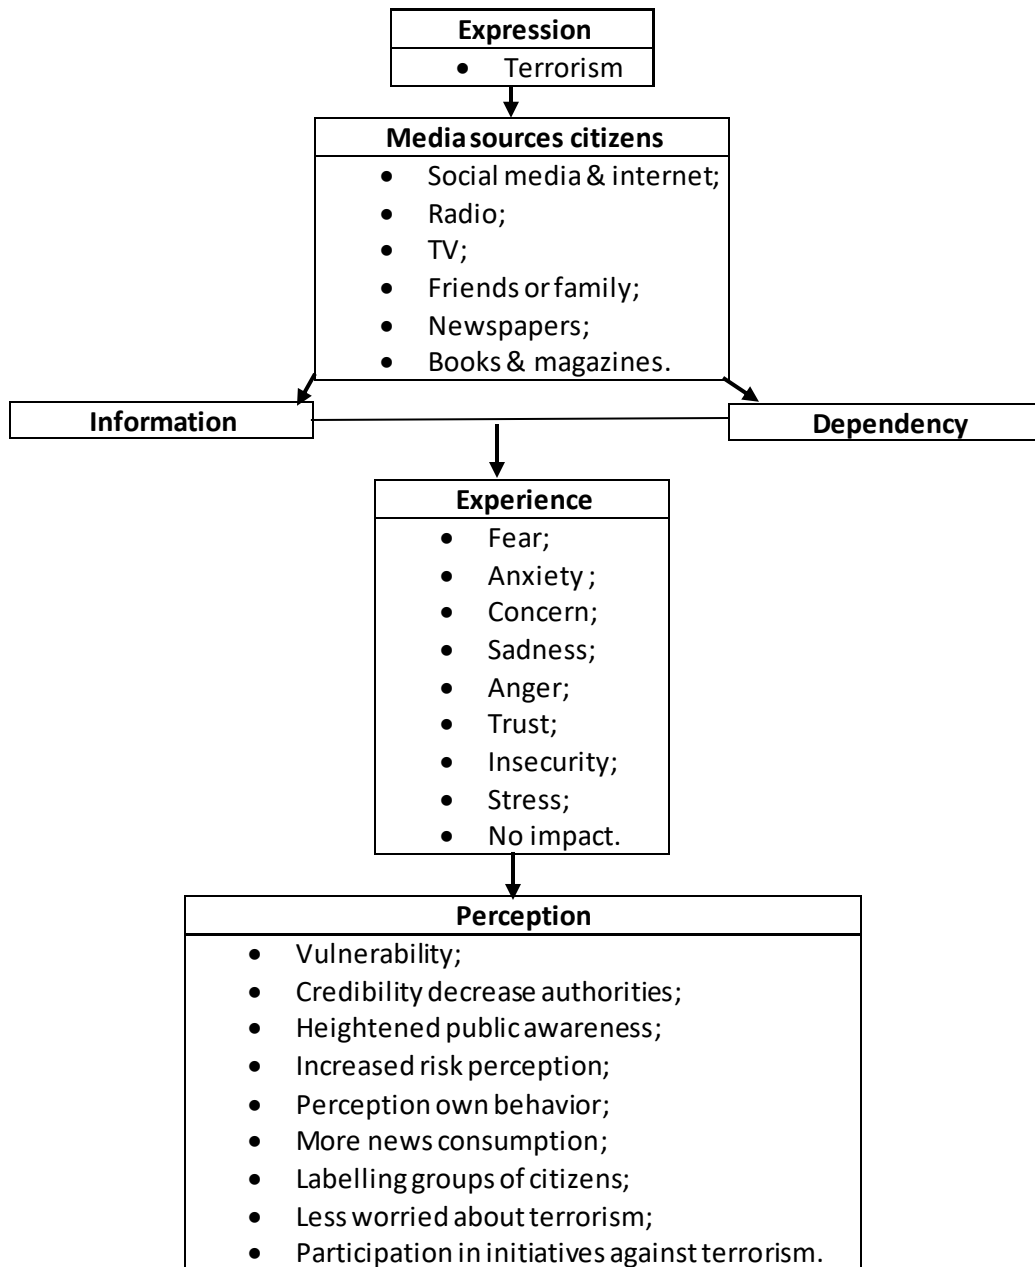 Expression
• Terrorism
Media sources citizens
• Social media & internet;
• Radio;
• TV;
• Friends or family;
• Newspapers;
• Books & magazines.
Information
Dependency
Experience
• Fear;
• Anxiety ;
• Concern;
• Sadness;
• Anger;
• Trust;
• Insecurity;
• Stress;
• No impact.
Perception
• Vulnerability;
• Credibility decrease authorities;
• Heightened public awareness;
• Increased risk perception;
• Perception own behavior;
• More news consumption;
• Labelling groups of citizens;
• Less worried about terrorism;
• Participation in initiatives against terrorism.